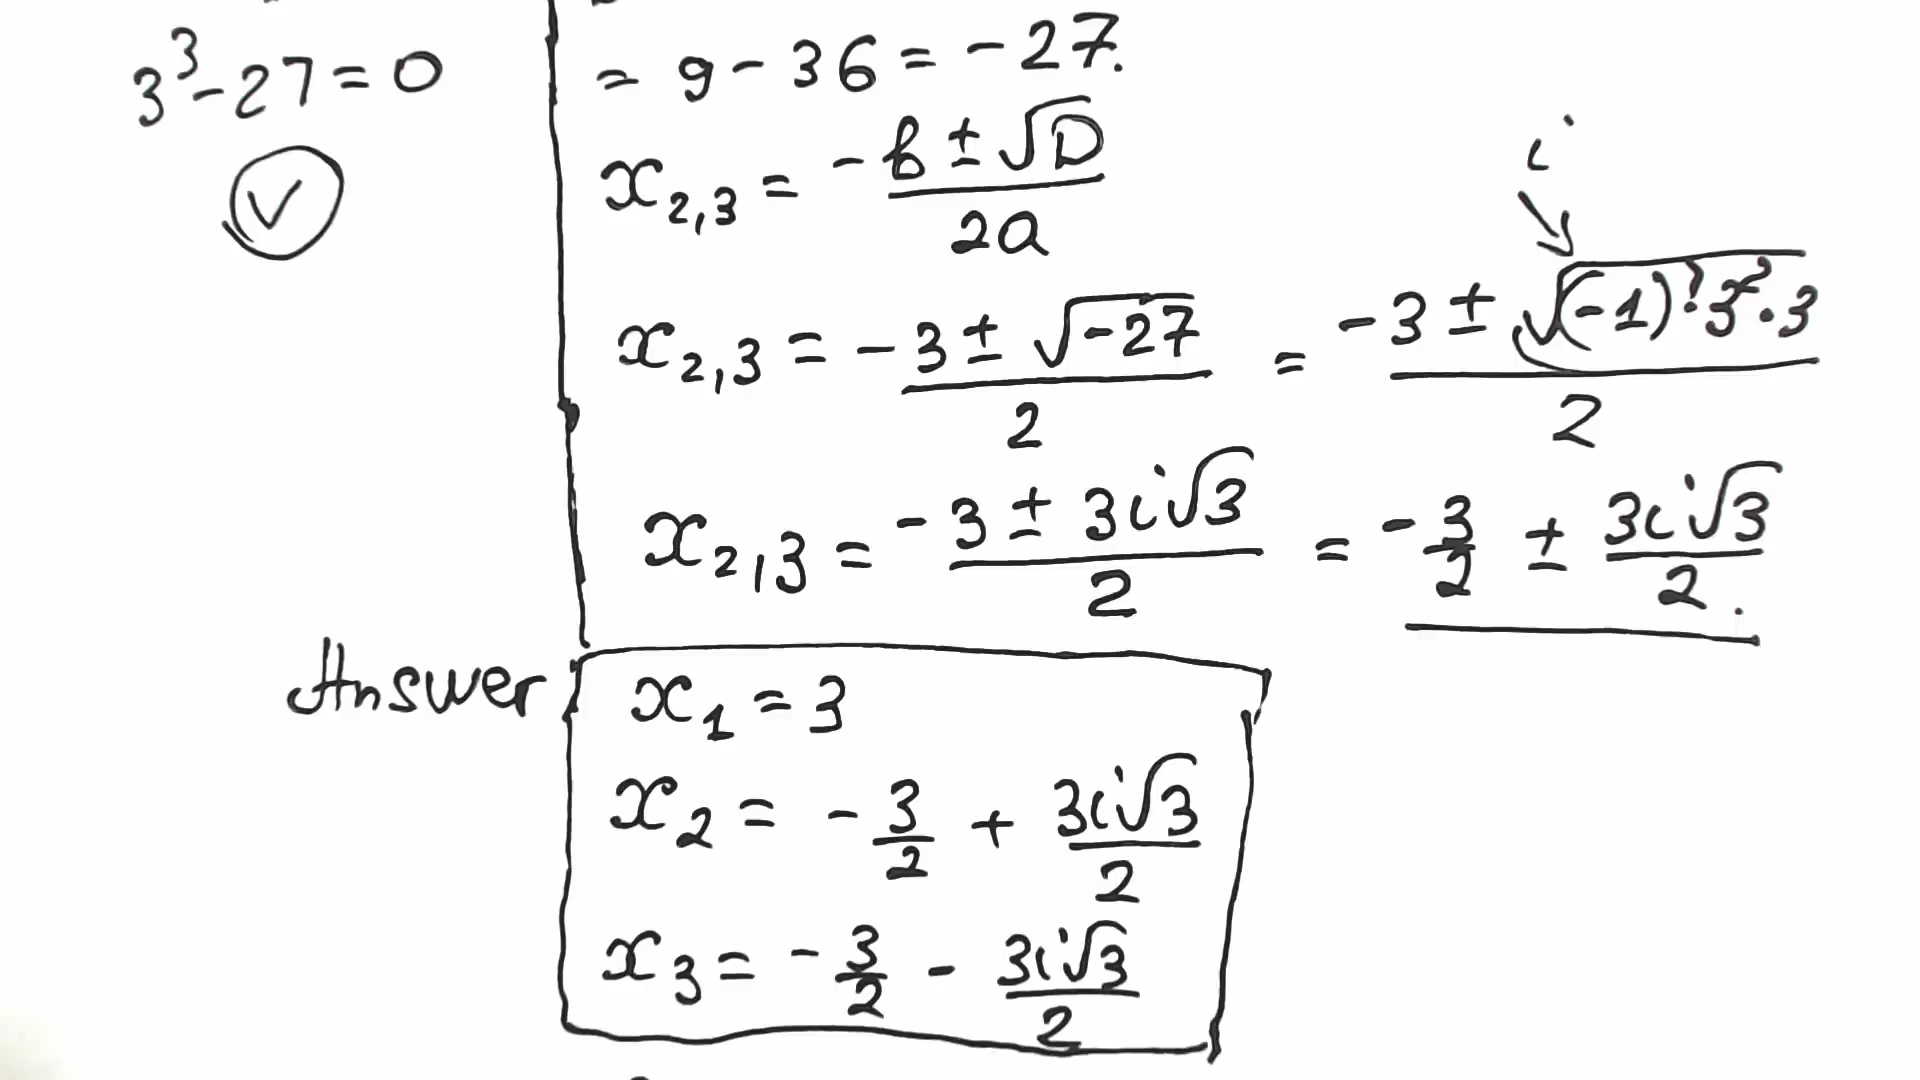 3³-27=0
= 9 - 36 = -27.
x₂,₃ = (-b ± √D)/2a
i
x₂,₃ = (-3 ± √-27)/2 = (-3 ± √(-1)·3²·3)/2
x₂,₃ = (-3 ± 3i√3)/2 = -3/2 ± 3i√3/2.
Answer
x₁ = 3
x₂ = -3/2 + 3i√3/2
x₃ = -3/2 - 3i√3/2